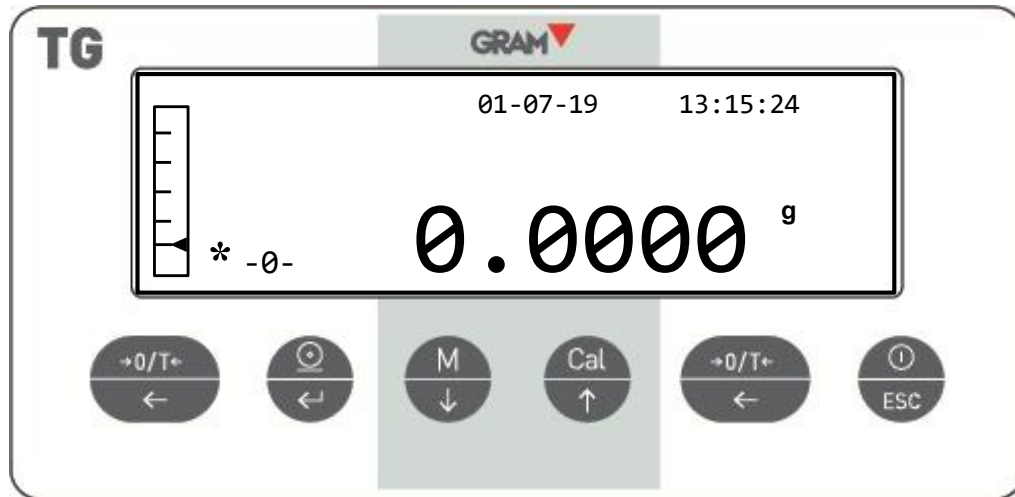 TG
GRAM
01-07-19 13:15:24
* -0- 0.0000 g
→0/T← M Cal →0/T←
ESC